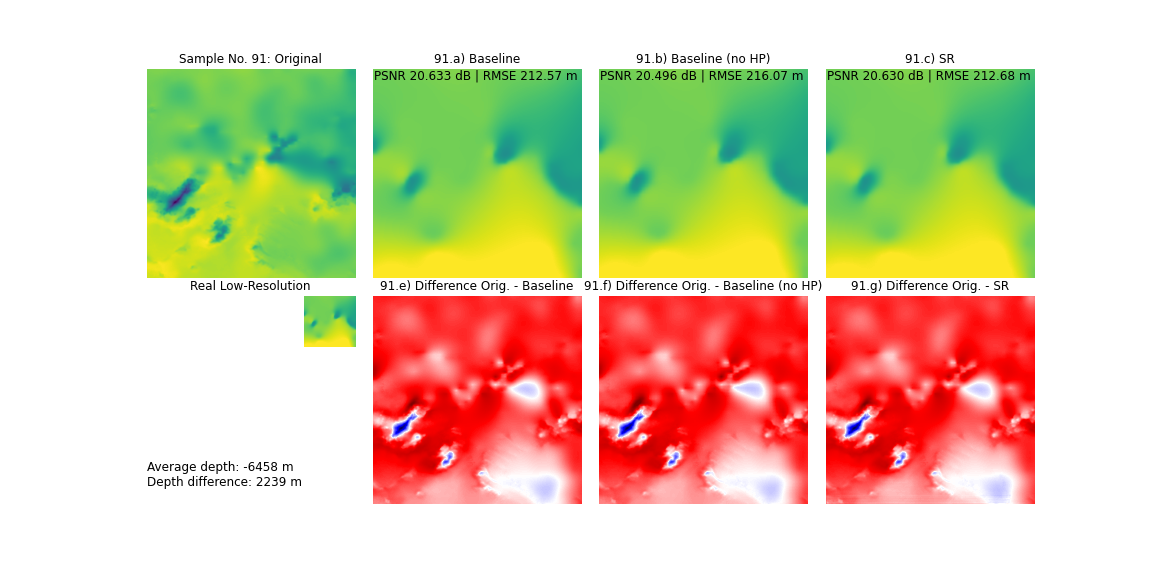 Sample No. 91: Original
91.a) Baseline
91.b) Baseline (no HP)
91.c) SR
PSNR 20.633 dB | RMSE 212.57 m
PSNR 20.496 dB | RMSE 216.07 m
PSNR 20.630 dB | RMSE 212.68 m
Real Low-Resolution
91.e) Difference Orig. - Baseline
91.f) Difference Orig. - Baseline (no HP)
91.g) Difference Orig. - SR
Average depth: -6458 m
Depth difference: 2239 m